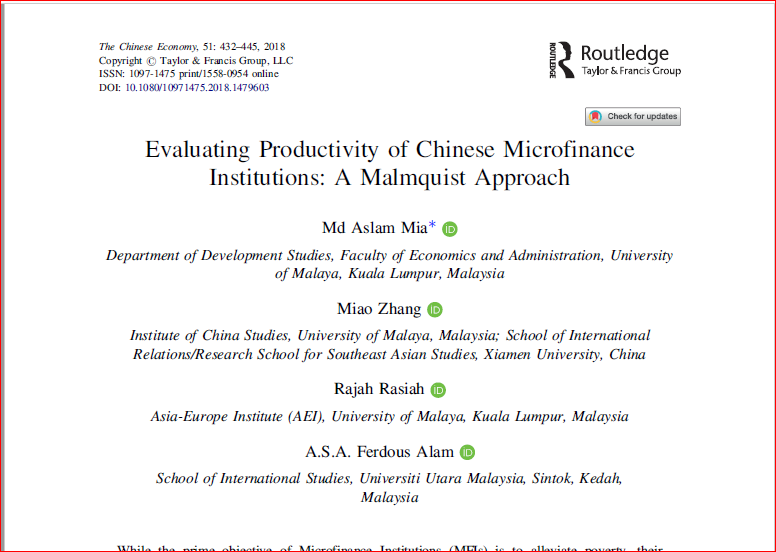 The Chinese Economy, 51: 432–445, 2018
Copyright © Taylor & Francis Group, LLC
ISSN: 1097-1475 print/1558-0954 online
DOI: 10.1080/10971475.2018.1479603
ROUTLEDGE
Routledge
Taylor & Francis Group
Check for updates
Evaluating Productivity of Chinese Microfinance
Institutions: A Malmquist Approach
Md Aslam Mia* iD
Department of Development Studies, Faculty of Economics and Administration, University
of Malaya, Kuala Lumpur, Malaysia
Miao Zhang iD
Institute of China Studies, University of Malaya, Malaysia; School of International
Relations/Research School for Southeast Asian Studies, Xiamen University, China
Rajah Rasiah iD
Asia-Europe Institute (AEI), University of Malaya, Kuala Lumpur, Malaysia
A.S.A. Ferdous Alam iD
School of International Studies, Universiti Utara Malaysia, Sintok, Kedah,
Malaysia
While the prime objective of Microfinance Institutions (MFIs) is to alleviate poverty, their